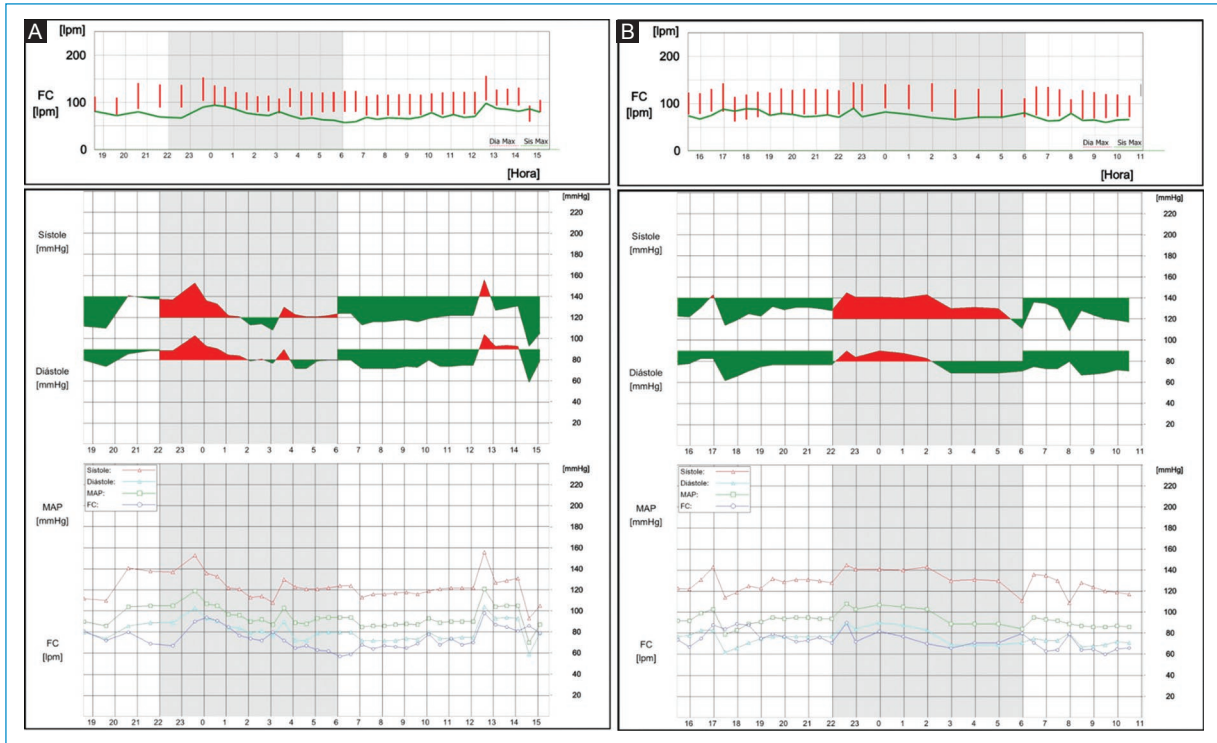 A
[lpm]
200
FC
[lpm]
100
0
19 20 21 22 23 0 1 2 3 4 5 6 7 8 9 10 11 12 13 14 15
Dia Max Sis Max
[Hora]
[mmHg]
220
Sístole
[mmHg]
200
180
160
140
120
100
Diástole
[mmHg]
80
60
40
20
19 20 21 22 23 0 1 2 3 4 5 6 7 8 9 10 11 12 13 14 15
Sístole:
Diástole:
MAP:
FC:
[mmHg]
220
MAP
[mmHg]
200
180
160
140
120
100
80
FC
[lpm]
60
40
20
19 20 21 22 23 0 1 2 3 4 5 6 7 8 9 10 11 12 13 14 15
B
[lpm]
200
FC
[lpm]
100
0
16 17 18 19 20 21 22 23 0 1 2 3 4 5 6 7 8 9 10 11
Dia Max Sis Max
[Hora]
[mmHg]
220
Sístole
[mmHg]
200
180
160
140
120
100
Diástole
[mmHg]
80
60
40
20
16 17 18 19 20 21 22 23 0 1 2 3 4 5 6 7 8 9 10 11
Sístole:
Diástole:
MAP:
FC:
[mmHg]
220
MAP
[mmHg]
200
180
160
140
120
100
80
FC
[lpm]
60
40
20
16 17 18 19 20 21 22 23 0 1 2 3 4 5 6 7 8 9 10 11